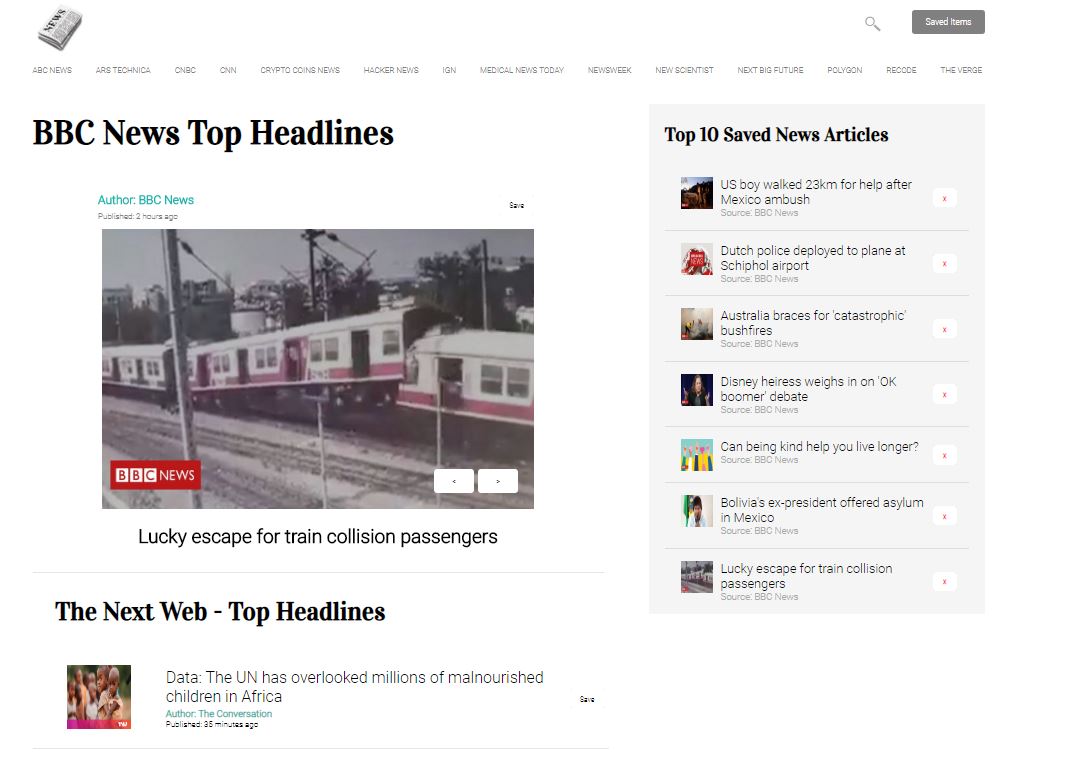 NEWS
Saved Items
ABC NEWS ARS TECHNICA CNBC CNN CRYPTO COINS NEWS HACKER NEWS IGN MEDICAL NEWS TODAY NEWSWEEK NEW SCIENTIST NEXT BIG FUTURE POLYGON RECODE THE VERGE
BBC News Top Headlines
Author: BBC News
Published: 2 hours ago
Save
BBC NEWS
< >
Lucky escape for train collision passengers
The Next Web - Top Headlines
Data: The UN has overlooked millions of malnourished
children in Africa
Author: The Conversation
Published: 35 minutes ago
Save
Top 10 Saved News Articles
US boy walked 23km for help after
Mexico ambush
Source: BBC News
x
Dutch police deployed to plane at
Schiphol airport
Source: BBC News
x
Australia braces for 'catastrophic'
bushfires
Source: BBC News
x
Disney heiress weighs in on 'OK
boomer' debate
Source: BBC News
x
Can being kind help you live longer?
Source: BBC News
x
Bolivia's ex-president offered asylum
in Mexico
Source: BBC News
x
Lucky escape for train collision
passengers
Source: BBC News
x